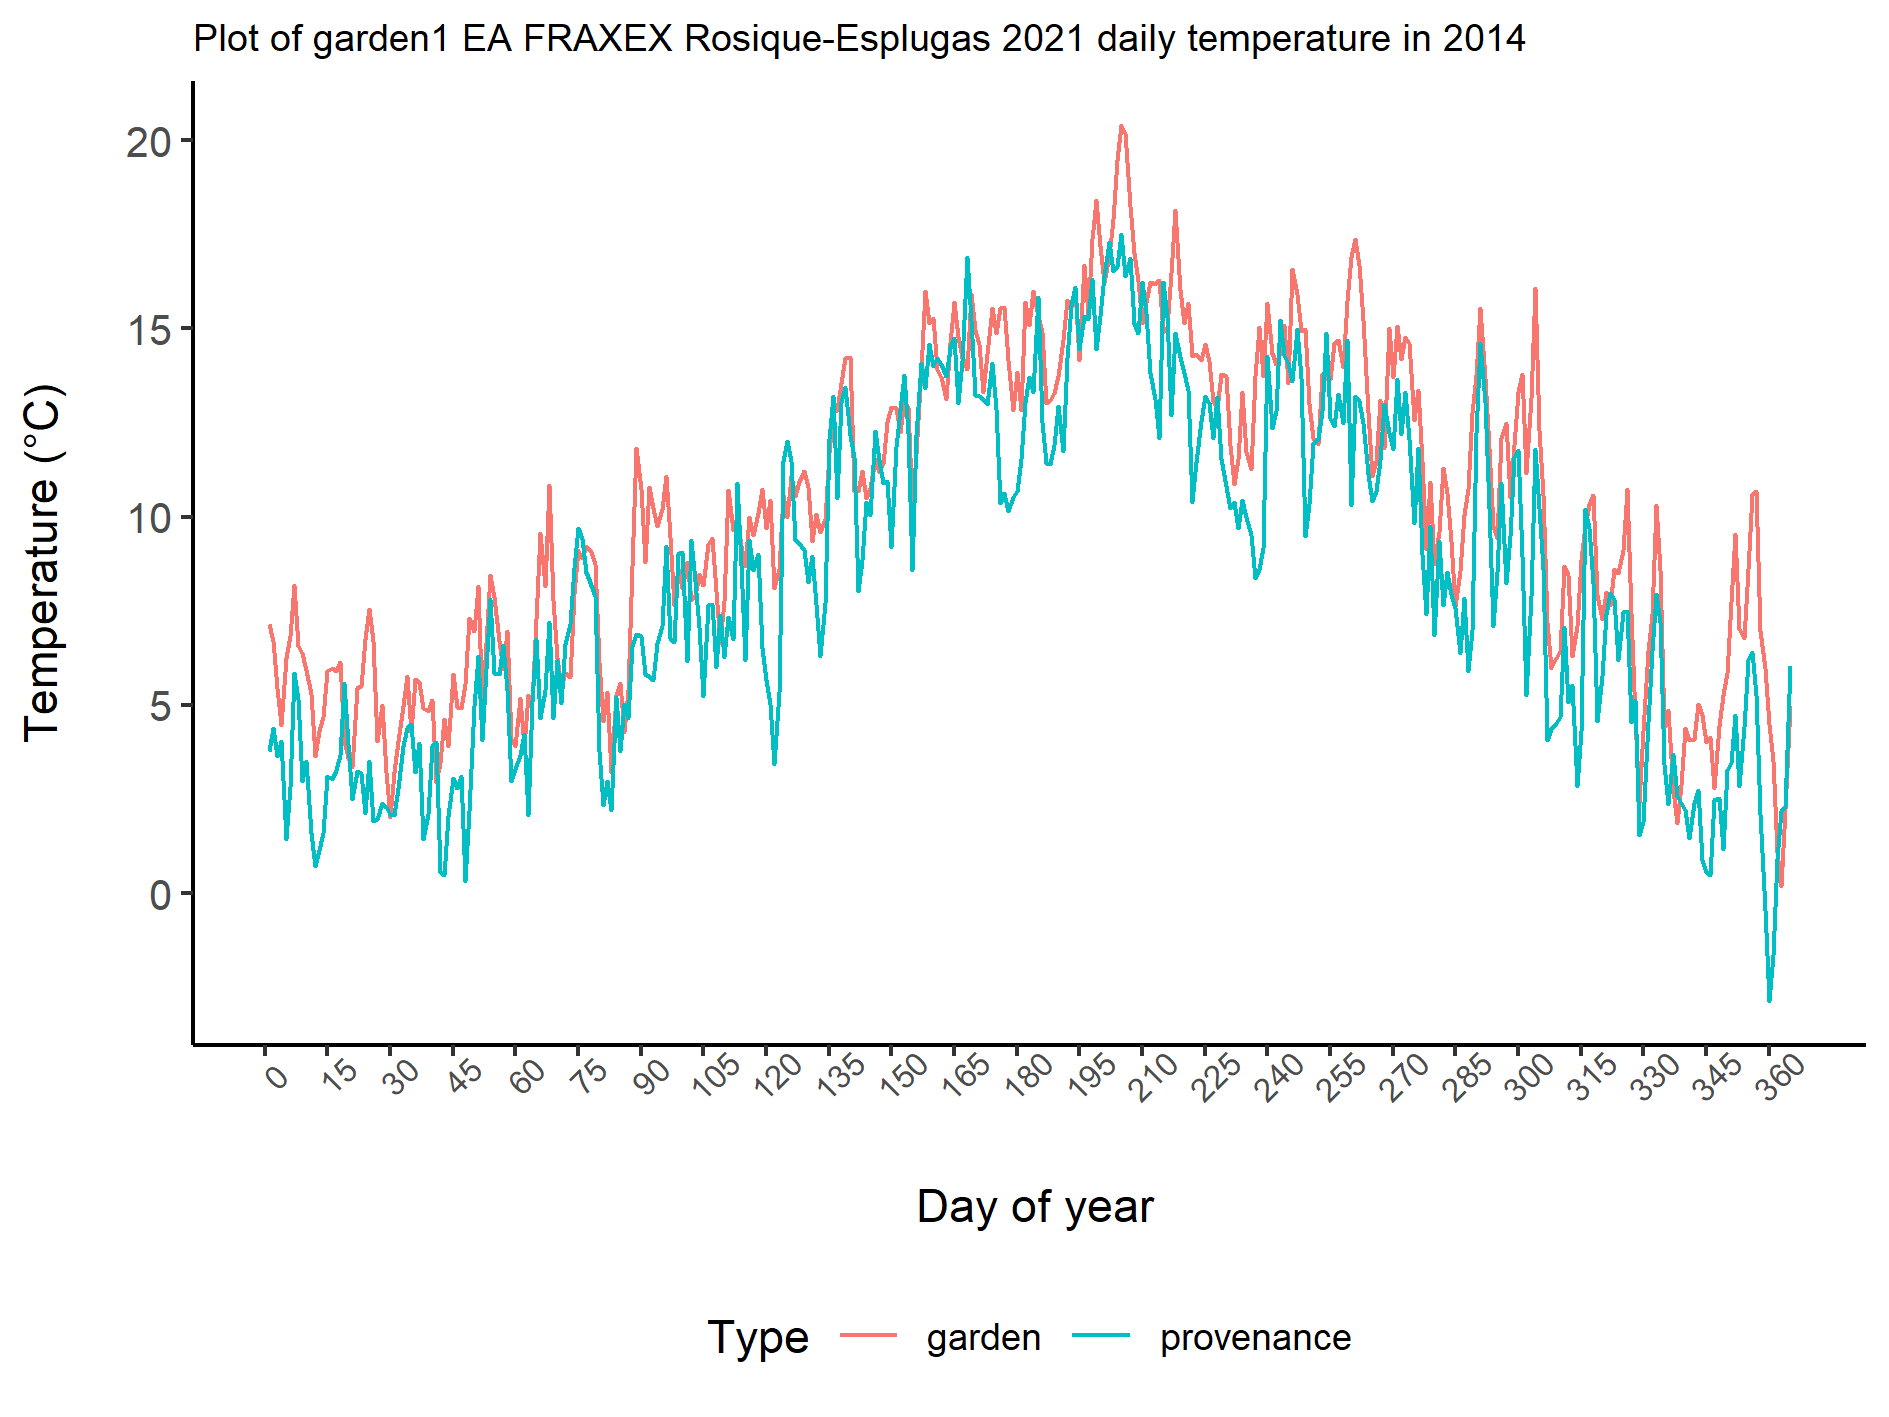 Plot of garden1 EA FRAXEX Rosique-Esplugas 2021 daily temperature in 2014
Temperature (°C)
20
15
10
5
0
0 15 30 45 60 75 90 105 120 135 150 165 180 195 210 225 240 255 270 285 300 315 330 345 360
Day of year
Type garden provenance